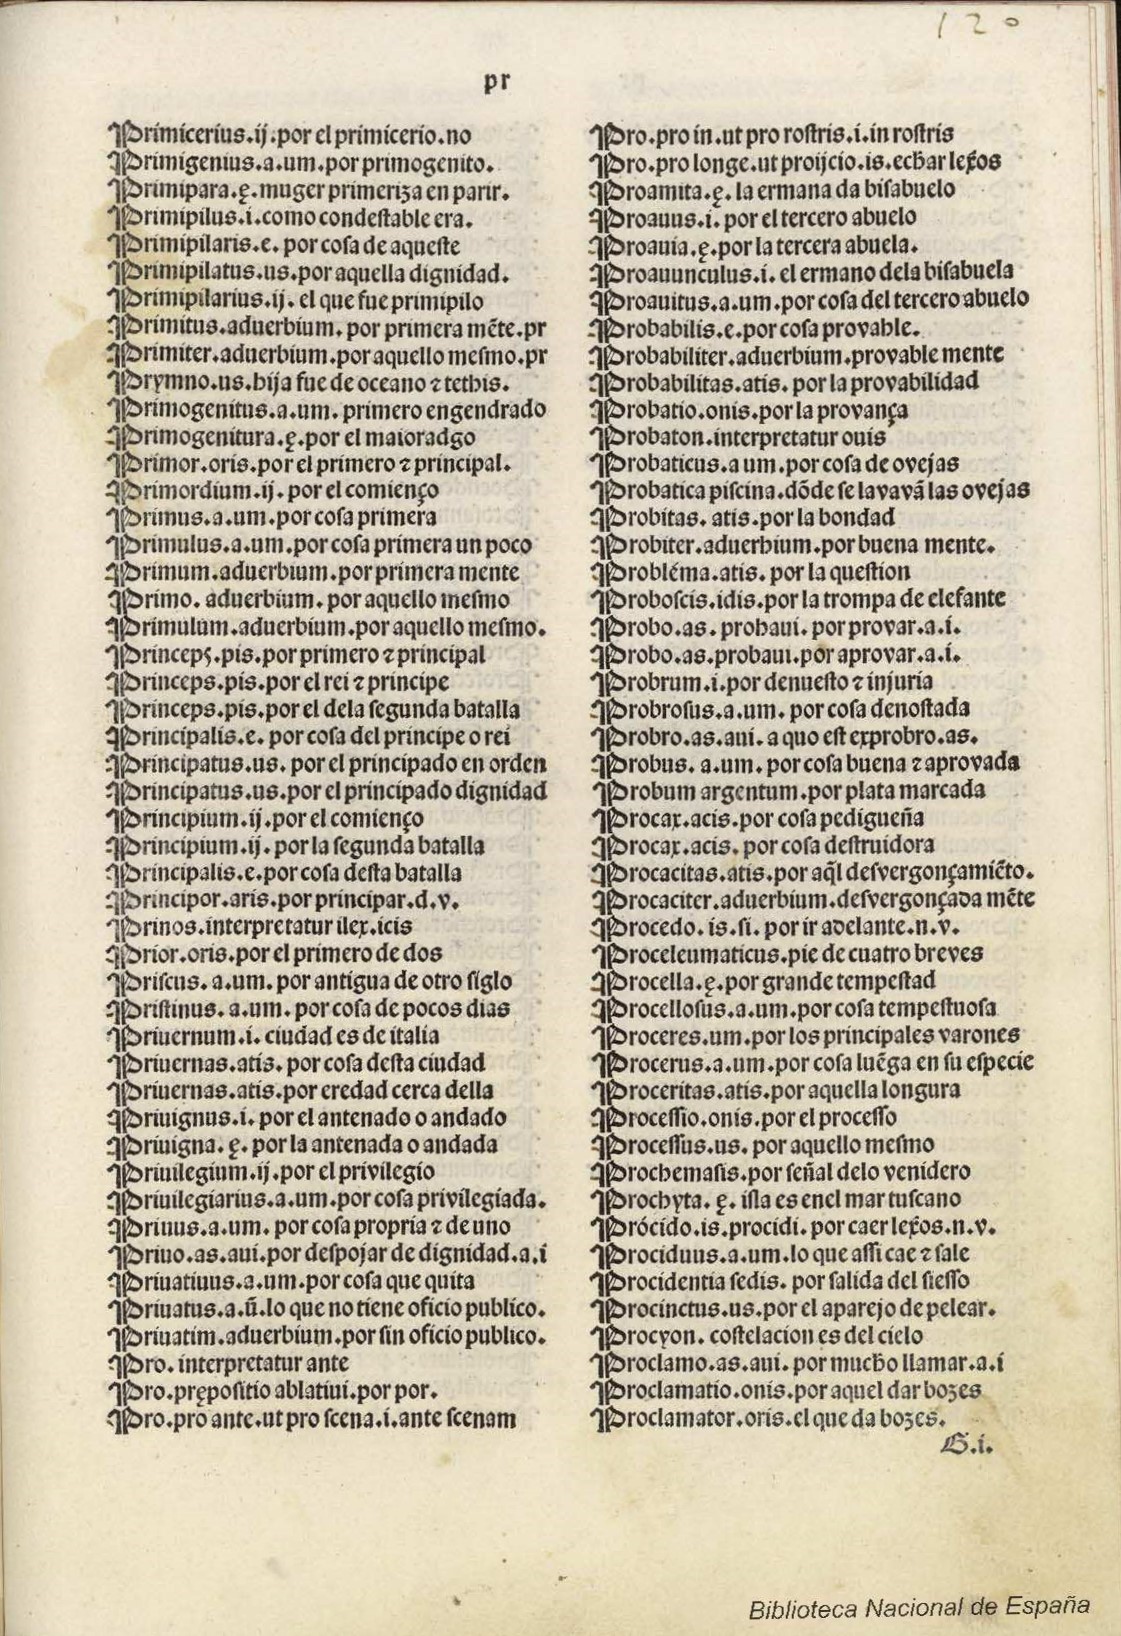 120
pr
¶Primicerius.ij.por el primicerio.no
¶Primigenius.a.um.por primogenito.
¶Primipara.ę.muger primeriza en parir.
¶Primipilus.i.como condeſtable era.
¶Primipilaris.e. por coſa de aqueſte
¶Primipilatus.us.por aquella dignidad.
¶Primipilarius.ij. el que fue primipilo
¶Primitus.aduerbium. por primera mẽte.pr
¶Primiter.aduerbium.por aquello meſmo.pr
¶Prymno.us.hija fue de oceano ⁊ tethis.
¶Primogenitus.a.um. primero engendrado
¶Primogenitura.ę.por el maioradgo
¶Primor.oris.por el primero ⁊ principal.
¶Primordium.ij. por el comienço
¶Primus.a.um.por coſa primera
¶Primulus.a.um.por coſa primera un poco
¶Primum.aduerbium.por primera mente
¶Primo. aduerbium. por aquello meſmo
¶Primulum.aduerbium.por aquello meſmo.
¶Princeps.pis.por primero ⁊ principal
¶Princeps.pis.por el rei ⁊ principe
¶Princeps.pis.por el dela ſegunda batalla
¶Principalis.e. por coſa del principe o rei
¶Principatus.us. por el principado en orden
¶Principatus.us.por el principado dignidad
¶Principium.ij.por el comienço
¶Principium.ij. por la ſegunda batalla
¶Principalis.e.por coſa deſta batalla
¶Principor.aris.por principar.d.v.
¶Prinos.interpretatur ilex.icis
¶Prior.oris.por el primero de dos
¶Priſcus. a.um. por antigua de otro ſiglo
¶Priſtinus. a.um. por coſa de pocos dias
¶Priuernum.i. ciudad es de italia
¶Priuernas.atis. por coſa deſta ciudad
¶Priuernas.atis.por eredad cerca della
¶Priuignus.i. por el antenado o andado
¶Priuigna. ę. por la antenada o andada
¶Priuilegium.ij.por el privilegio
¶Priuilegiarius.a.um.por coſa privilegiada.
¶Priuus.a.um. por coſa propria ⁊ de uno
¶Priuo.as.aui.por deſpojar de dignidad.a.i
¶Priuatiuus.a.um.por coſa que quita
¶Priuatus.a.ũ.lo que no tiene oficio publico.
¶Priuatim.aduerbium.por ſin oficio publico.
¶Pro. interpretatur ante
¶Pro.prępoſitio ablatiui.por por.
¶Pro.pro ante.ut pro ſcena.i.ante ſcenam
¶Pro.pro in.ut pro roſtris.i.in roſtris
¶Pro.pro longe.ut proijcio.is.echar lexos
¶Proamita.ę. la ermana da biſabuelo
¶Proauus.i. por el tercero abuelo
¶Proauia.ę.por la tercera abuela.
¶Proauunculus.i. el ermano dela biſabuela
¶Proauitus.a.um.por coſa del tercero abuelo
¶Probabilis.e.por coſa provable.
¶Probabiliter.aduerbium.provable mente
¶Probabilitas.atis. por la provabilidad
¶Probatio.onis.por la provança
¶Probaton.interpretatur ouis
¶Probaticus.a um.por coſa de ovejas
¶Probatica piſcina.dõde ſe lavavã las ovejas
¶Probitas. atis.por la bondad
¶Probiter.aduerbium.por buena mente.
¶Probléma.atis. por la queſtion
¶Proboſcis.idis.por la trompa de elefante
¶Probo.as. probaui. por provar.a.i.
¶Probo.as.probaui.por aprovar.a.i.
¶Probrum.i.por denueſto ⁊ injuria
¶Probroſus.a.um. por coſa denoſtada
¶Probro.as.aui. a quo eſt exprobro.as.
¶Probus. a.um. por coſa buena ⁊ aprovada
¶Probum argentum.por plata marcada
¶Procax.acis.por coſa pedigueña
¶Procax.acis. por coſa deſtruidora
¶Procacitas.atis.por aq̃l deſvergonçamiẽto.
¶Procaciter.aduerbium.deſvergonçada mẽte
¶Procedo. is.ſi. por ir adelante.n.v.
¶Proceleumaticus.pie de cuatro breves
¶Procella.ę.por grande tempeſtad
¶Procelloſus.a.um.por coſa tempeſtuoſa
¶Proceres.um.por los principales varones
¶Procerus.a.um.por coſa luẽga en ſu eſpecie
¶Proceritas.atis.por aquella longura
¶Proceſſio.onis.por el proceſſo
¶Proceſſus.us. por aquello meſmo
¶Prochemaſis.por ſeñal delo venidero
¶Prochyta. ę. iſla es enel mar tuſcano
¶Prócido.is.procidi. por caer lexos.n.v.
¶Prociduus.a.um.lo que aſſi cae ⁊ ſale
¶Procidentia ſedis. por ſalida del ſieſſo
¶Procinctus.us.por el aparejo de pelear.
¶Procyon. coſtelacion es del cielo
¶Proclamo.as.aui. por mucho llamar.a.i
¶Proclamatio.onis.por aquel dar bozes
¶Proclamator.oris.el que da bozes.
G.i.
Biblioteca Nacional de España